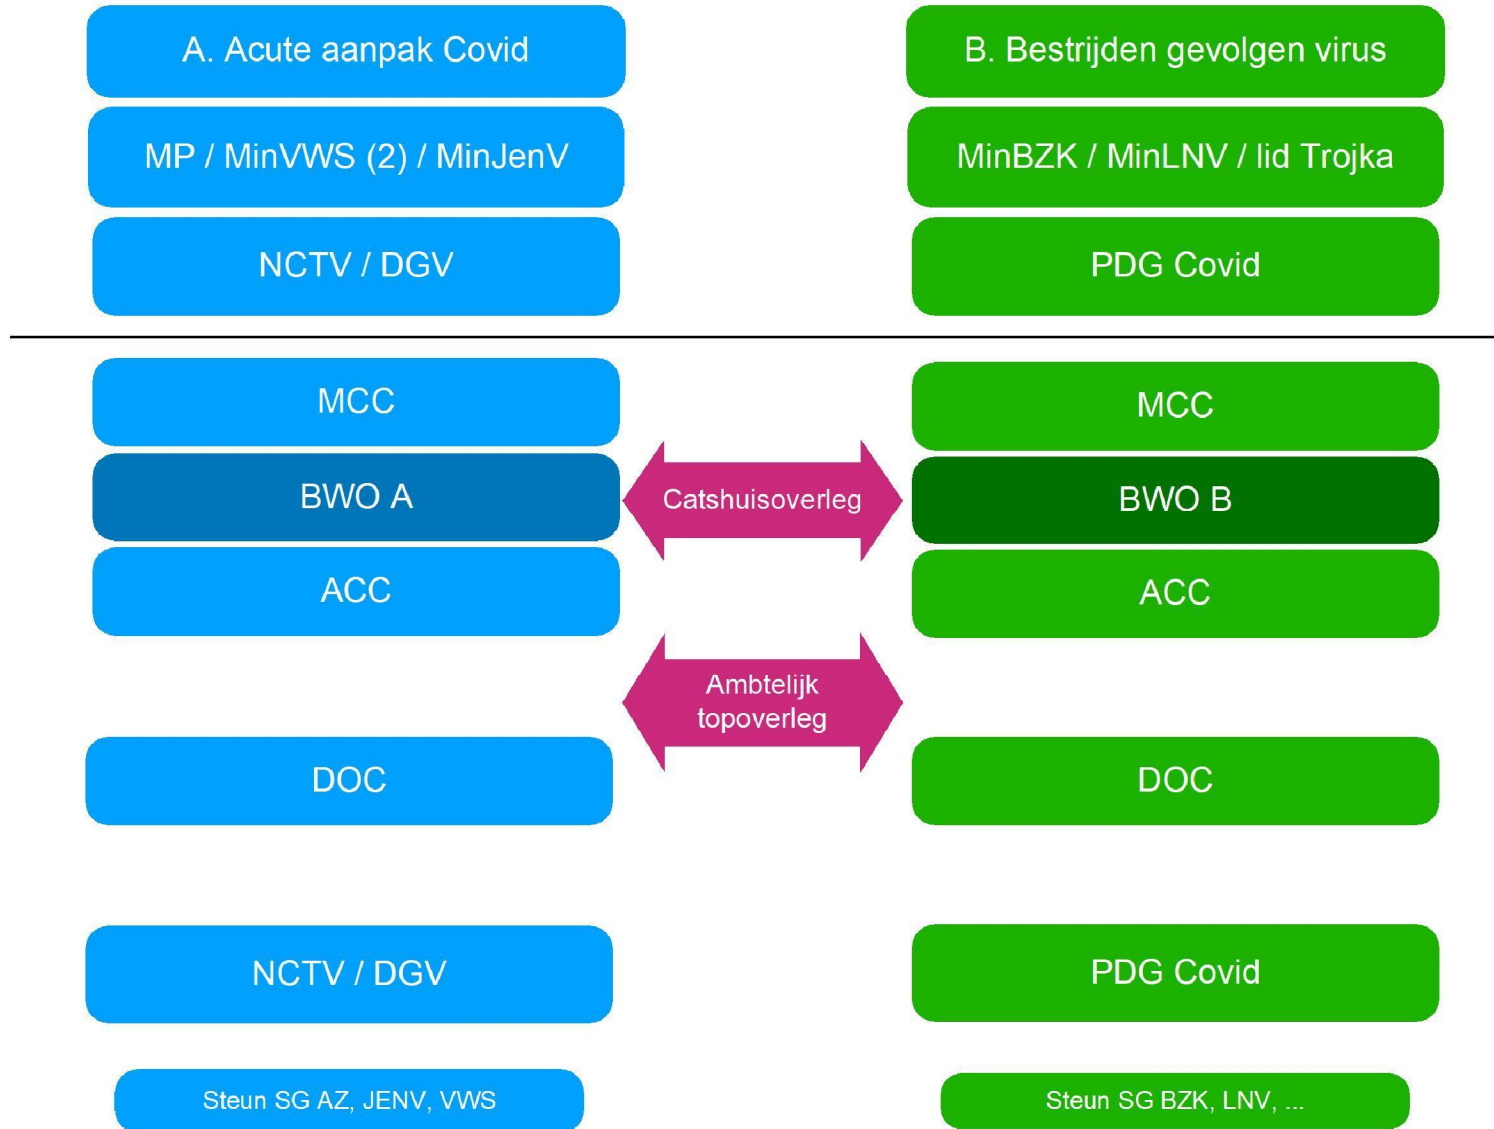 A. Acute aanpak Covid
B. Bestrijden gevolgen virus
MP / MinVWS (2) / MinJenV
MinBZK / MinLNV / lid Trojka
NCTV / DGV
PDG Covid
MCC
MCC
BWO A
Catshuisoverleg
BWO B
ACC
ACC
Ambtelijk
topoverleg
DOC
DOC
NCTV / DGV
PDG Covid
Steun SG AZ, JENV, VWS
Steun SG BZK, LNV, ...